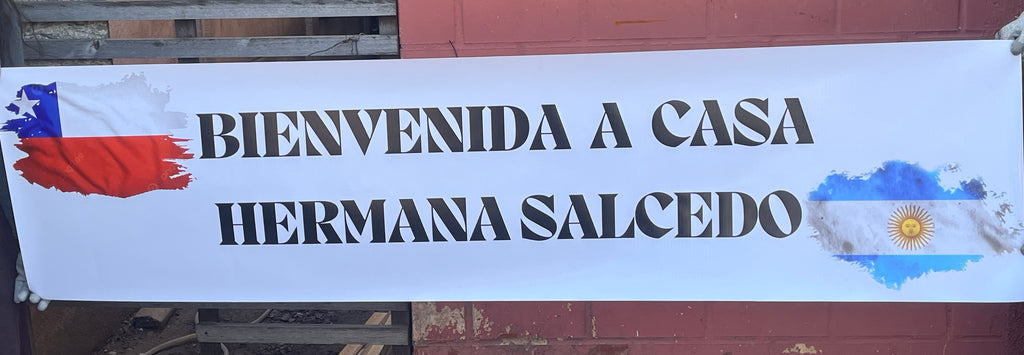 BIENVENIDA A CASA
HERMANA SALCEDO